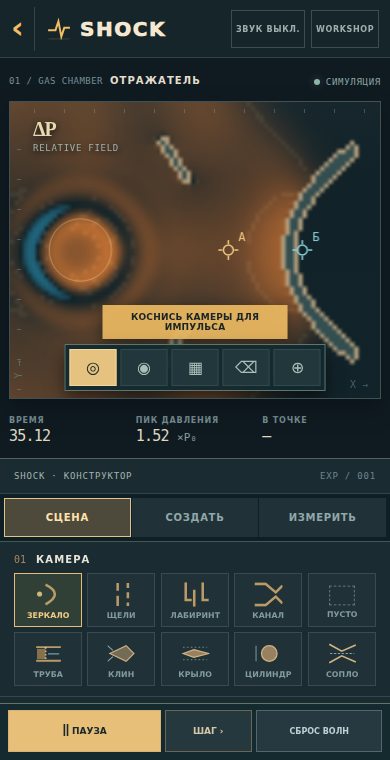 SHOCK
ЗВУК ВЫКЛ.
WORKSHOP
01 / GAS CHAMBER ОТРАЖАТЕЛЬ
СИМУЛЯЦИЯ
ΔP
RELATIVE FIELD
А
Б
КОСНИСЬ КАМЕРЫ ДЛЯ
ИМПУЛЬСА
X →
ВРЕМЯ
ПИК ДАВЛЕНИЯ
В ТОЧКЕ
35.12
1.52 ×P₀
—
SHOCK · КОНСТРУКТОР
EXP / 001
СЦЕНА
СОЗДАТЬ
ИЗМЕРИТЬ
01 КАМЕРА
ЗЕРКАЛО
ЩЕЛИ
ЛАБИРИНТ
КАНАЛ
ПУСТО
ТРУБА
КЛИН
КРЫЛО
ЦИЛИНДР
СОПЛО
ПАУЗА
ШАГ ›
СБРОС ВОЛН